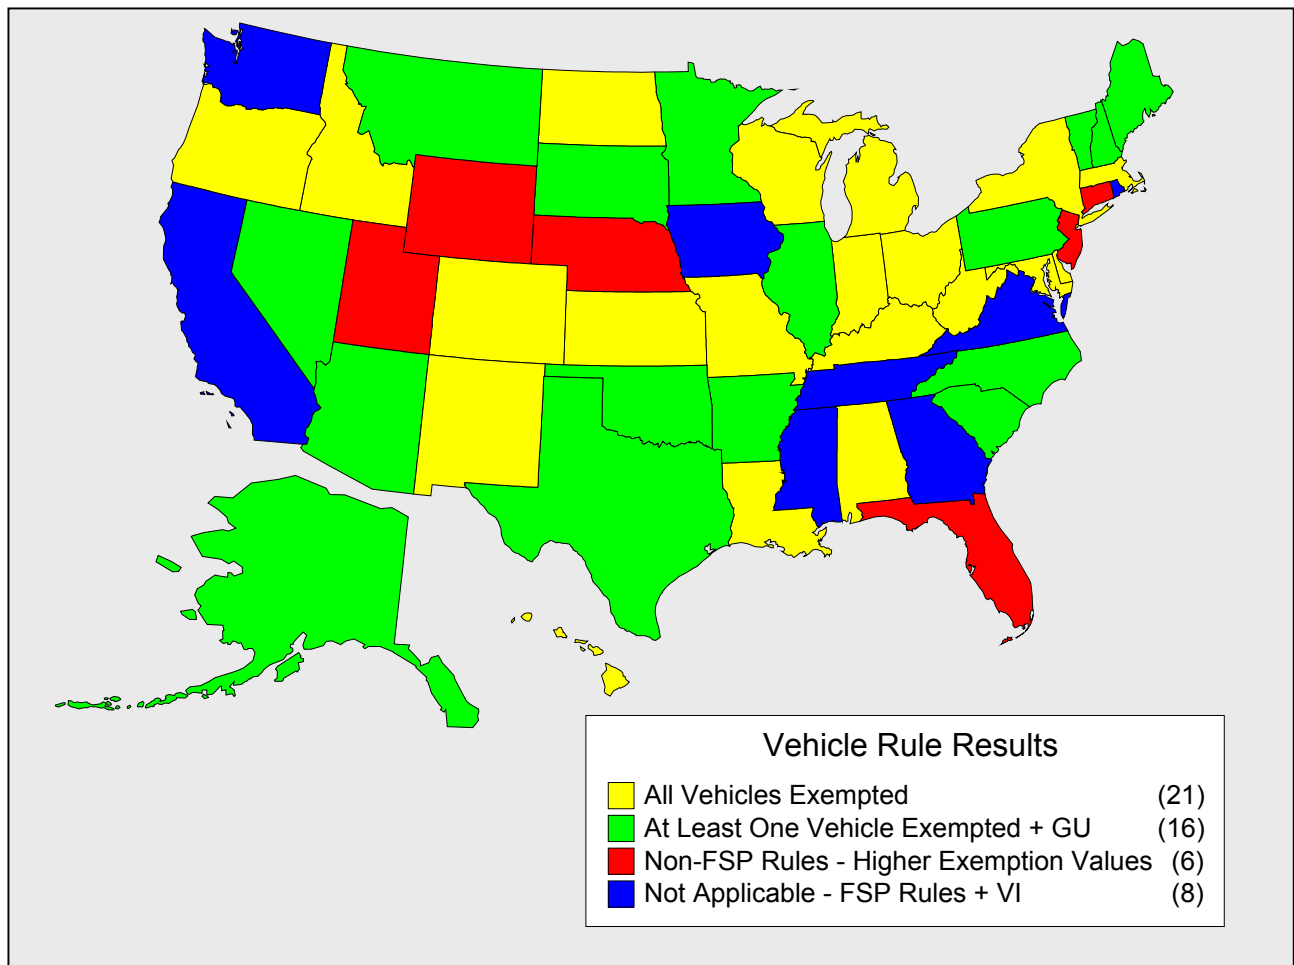 Vehicle Rule Results
All Vehicles Exempted (21)
At Least One Vehicle Exempted + GU (16)
Non-FSP Rules - Higher Exemption Values (6)
Not Applicable - FSP Rules + VI (8)